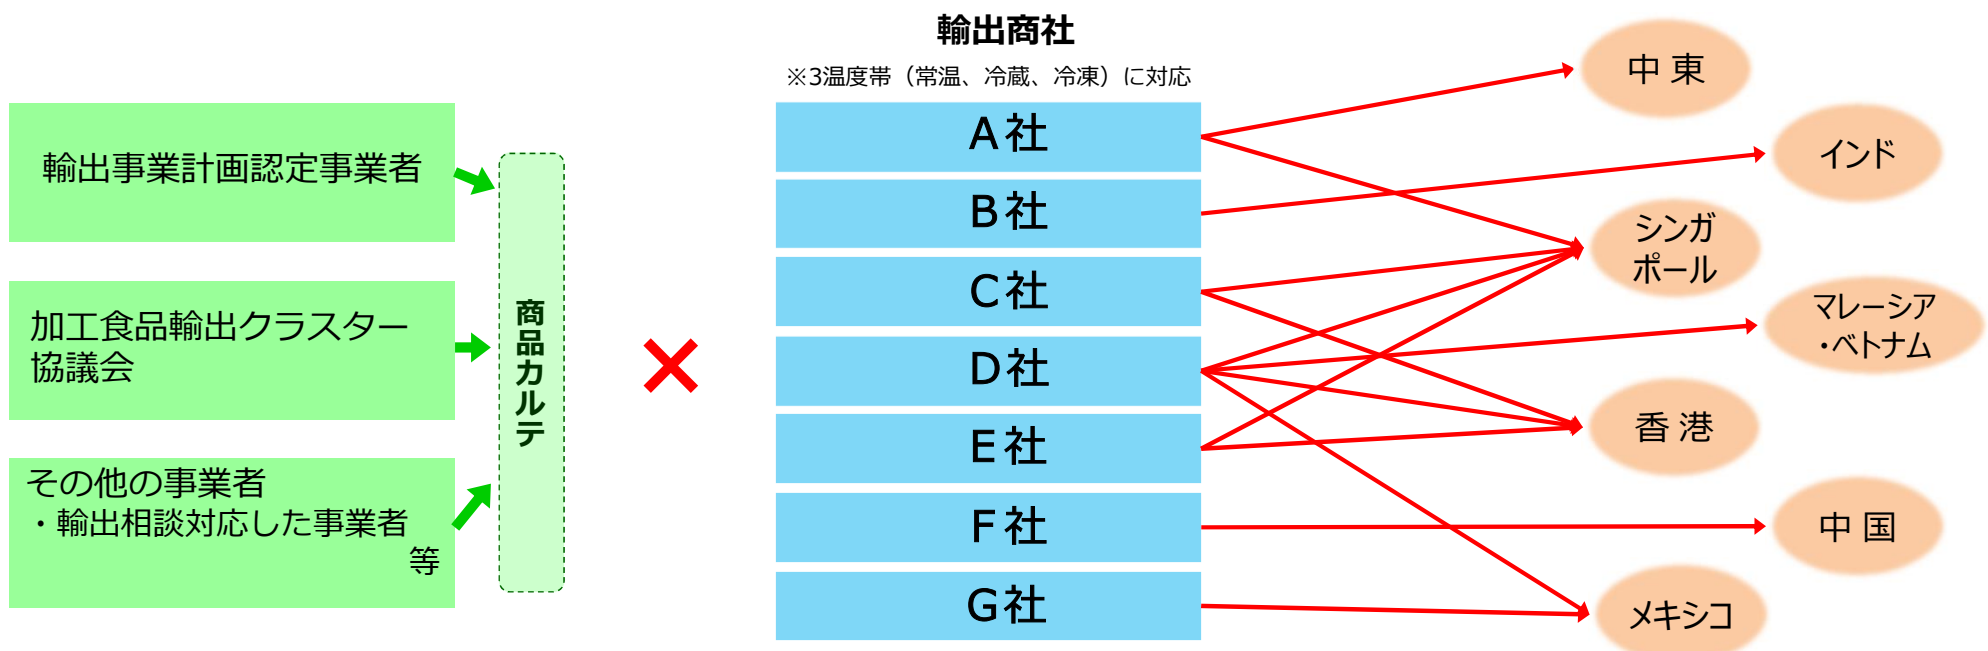 輸出商社
※3温度帯（常温、冷蔵、冷凍）に対応
輸出事業計画認定事業者
加工食品輸出クラスター
協議会
その他の事業者
・輸出相談対応した事業者
等
商品カルテ
×
A社
B社
C社
D社
E社
F社
G社
中 東
インド
シンガ
ポール
マレーシア
・ベトナム
香 港
中 国
メキシコ